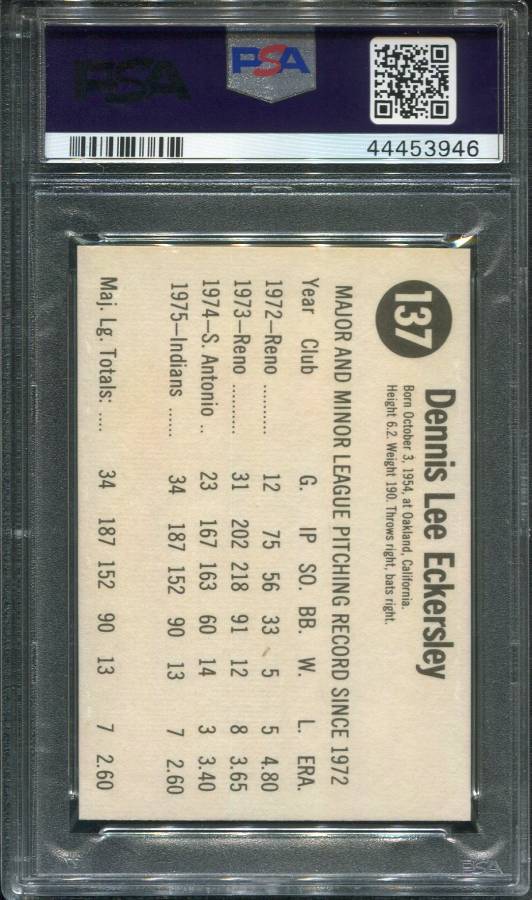 PSA
PSA
44453946
137
Dennis Lee Eckersley
Born October 3, 1954, at Oakland, California.
Height 6.2. Weight 190. Throws right, bats right.
MAJOR AND MINOR LEAGUE PITCHING RECORD SINCE 1972
Year Club G. IP SO. BB. W. L. ERA.
1972—Reno .......... 12 75 56 33 5 5 4.80
1973—Reno .......... 31 202 218 91 12 8 3.65
1974—S. Antonio .. 23 167 163 60 14 3 3.40
1975—Indians ...... 34 187 152 90 13 7 2.60
Maj. Lg. Totals: .... 34 187 152 90 13 7 2.60
PSA